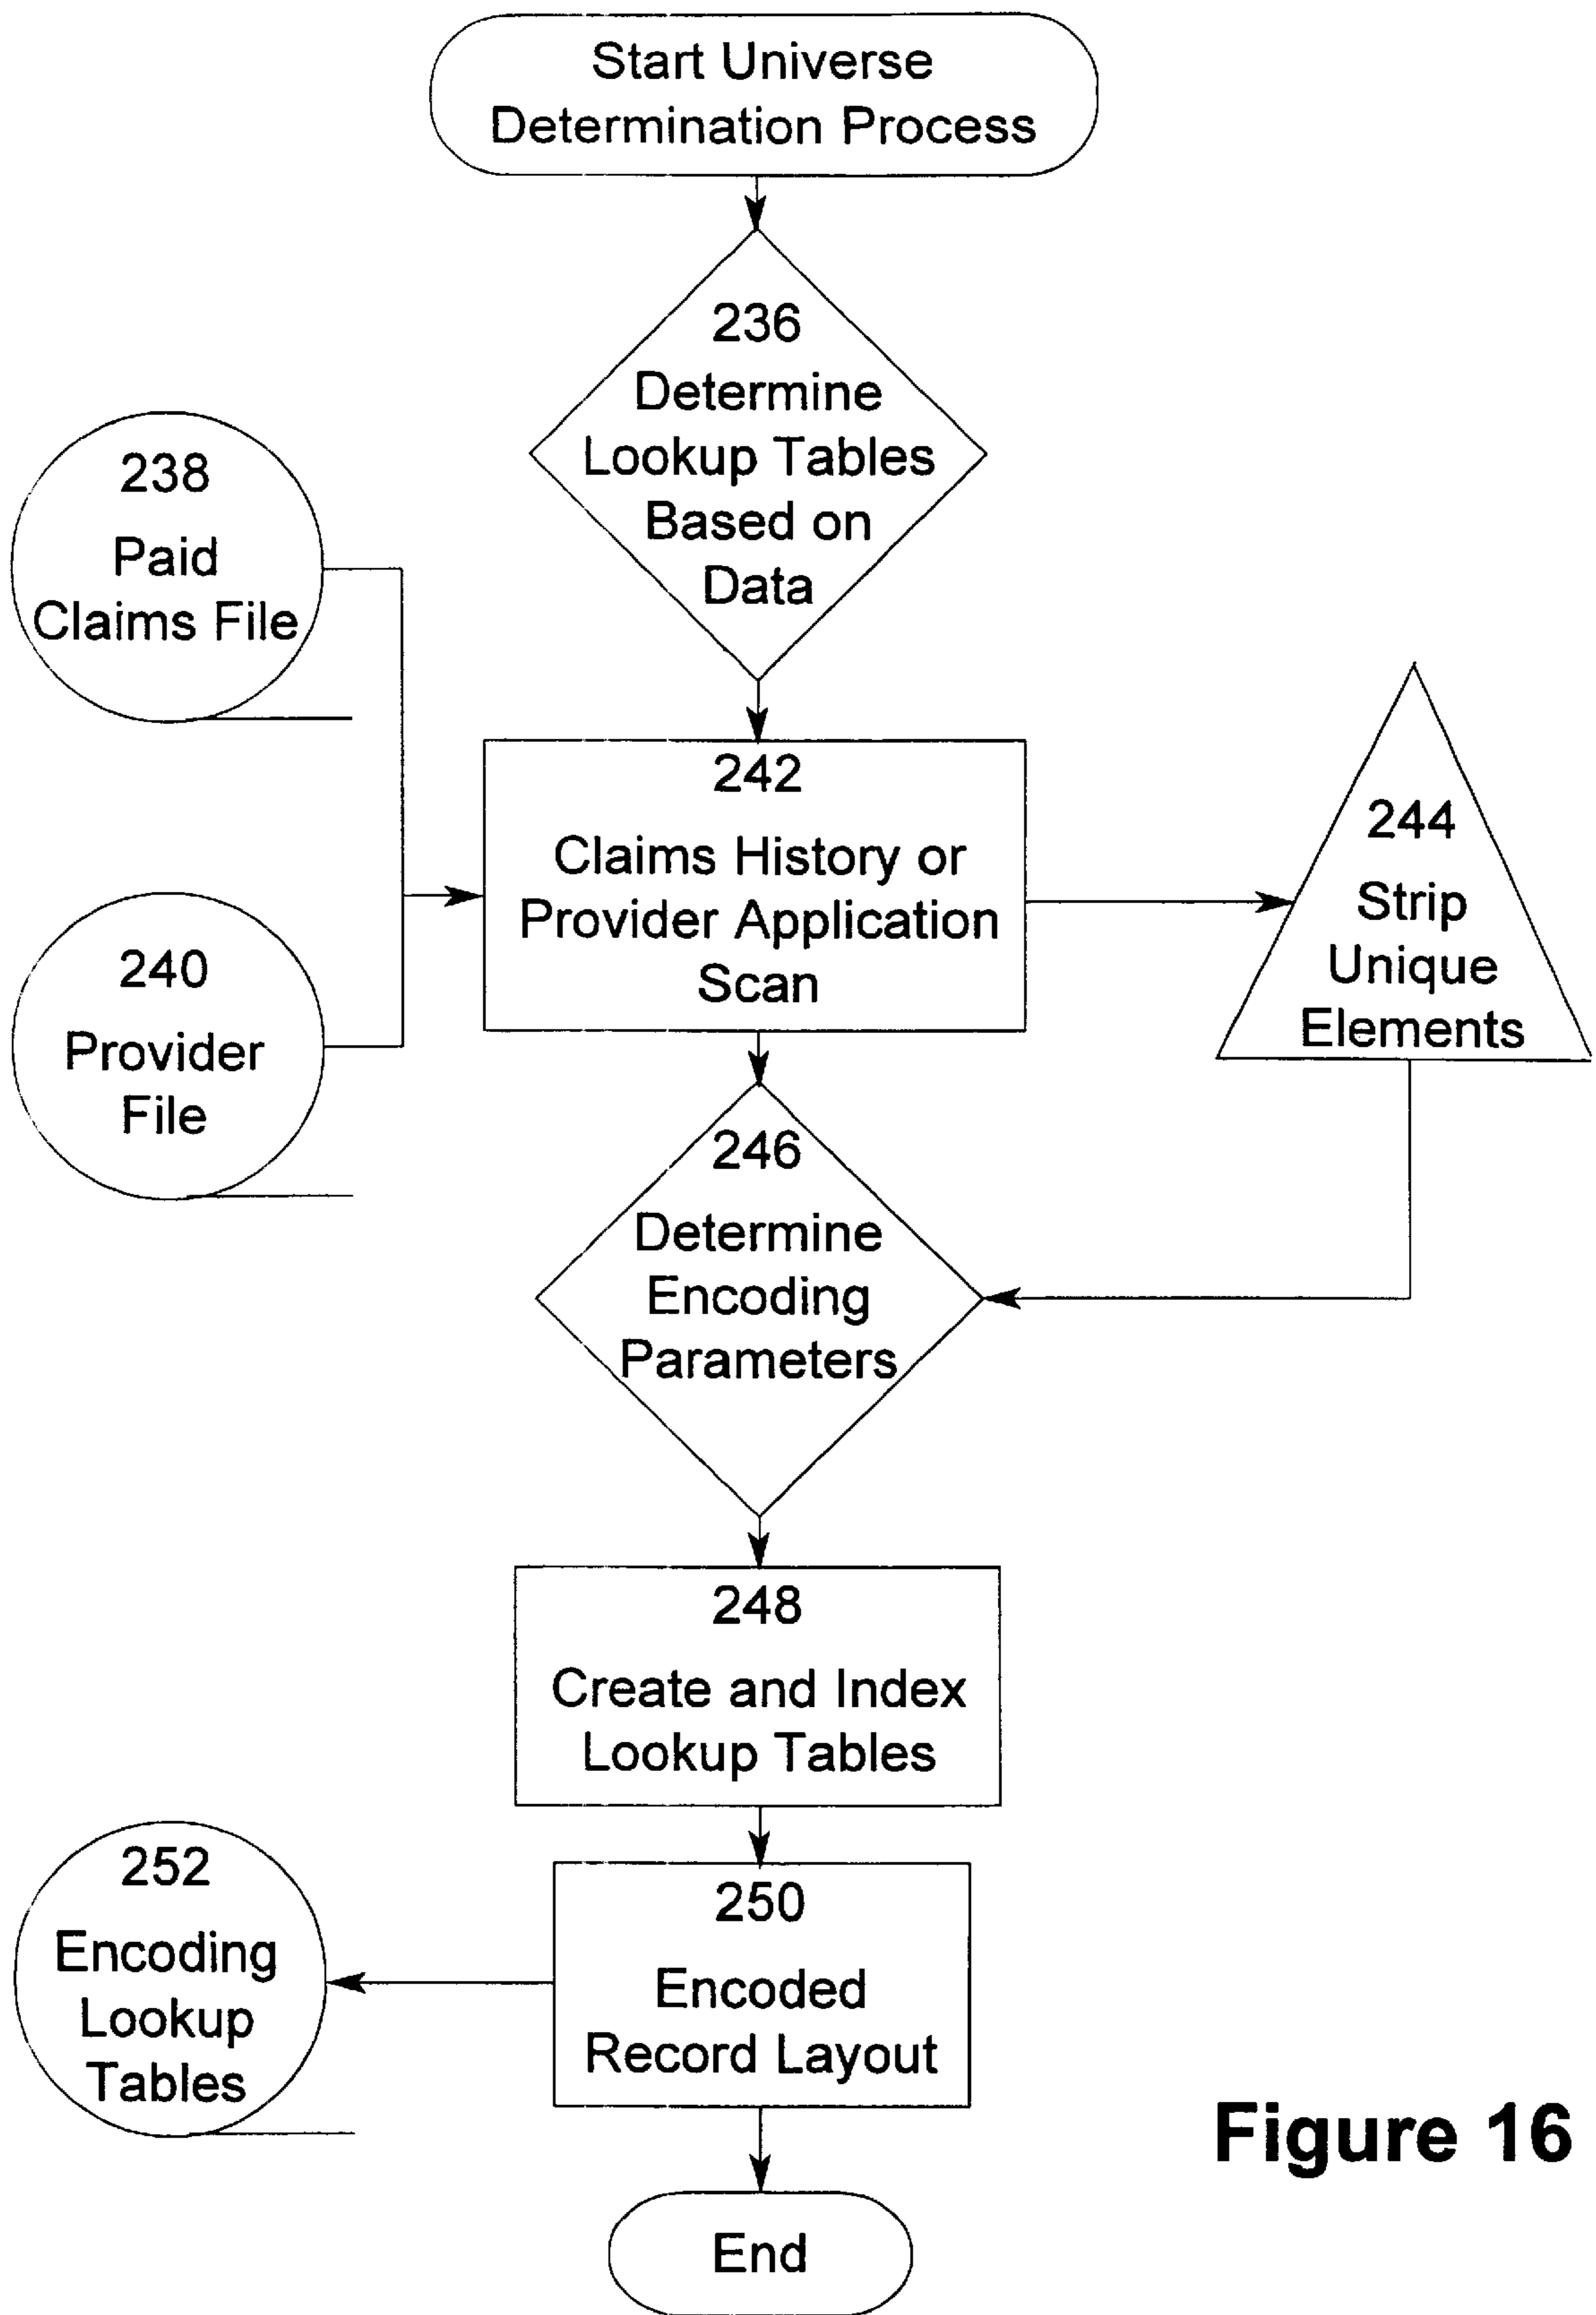 Start Universe
Determination Process
236
Determine
Lookup Tables
Based on
Data
238
Paid
Claims File
240
Provider
File
242
Claims History or
Provider Application
Scan
244
Strip
Unique
Elements
246
Determine
Encoding
Parameters
248
Create and Index
Lookup Tables
250
Encoded
Record Layout
252
Encoding
Lookup
Tables
End
Figure 16